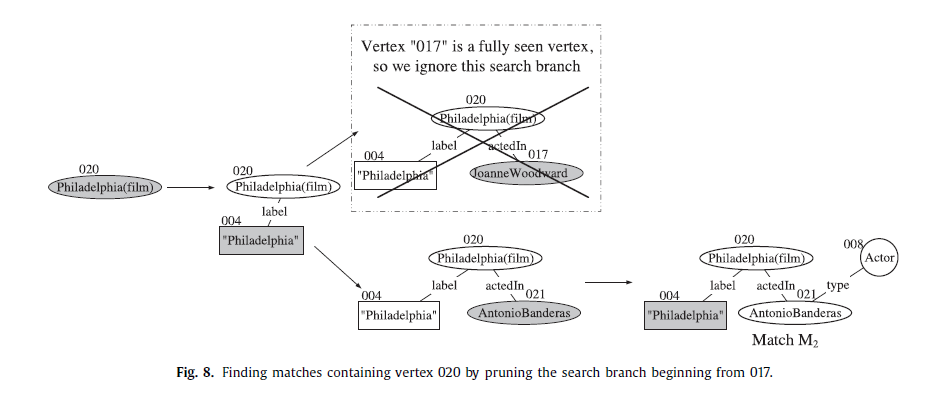 Vertex "017" is a fully seen vertex,
so we ignore this search branch
020
Philadelphia(film)
label
actedIn
004
017
"Philadelphia"
JoanneWoodward
020
Philadelphia(film)
020
Philadelphia(film)
label
004
"Philadelphia"
020
Philadelphia(film)
label
actedIn
004
021
"Philadelphia"
AntonioBanderas
020
Philadelphia(film)
008
Actor
label
actedIn
type
004
021
"Philadelphia"
AntonioBanderas
Match M₂
Fig. 8. Finding matches containing vertex 020 by pruning the search branch beginning from 017.